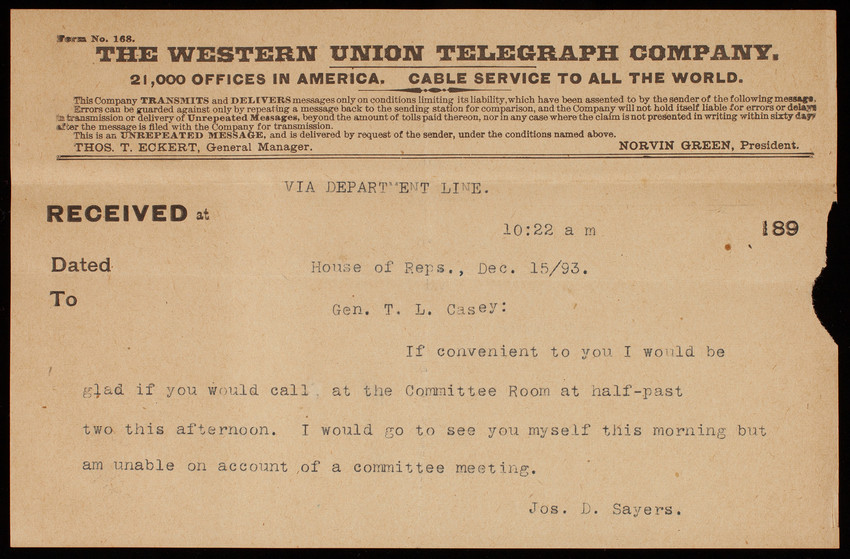 Form No. 168.
THE WESTERN UNION TELEGRAPH COMPANY.
21,000 OFFICES IN AMERICA. CABLE SERVICE TO ALL THE WORLD.
This Company TRANSMITS and DELIVERS messages only on conditions limiting its liability, which have been assented to by the sender of the following message.
Errors can be guarded against only by repeating a message back to the sending station for comparison, and the Company will not hold itself liable for errors or delays
in transmission or delivery of Unrepeated Messages, beyond the amount of tolls paid thereon, nor in any case where the claim is not presented in writing within sixty days
after the message is filed with the Company for transmission.
This is an UNREPEATED MESSAGE, and is delivered by request of the sender, under the conditions named above.
THOS. T. ECKERT, General Manager. NORVIN GREEN, President.
VIA DEPARTMENT LINE.
RECEIVED at
10:22 a m 189
Dated House of Reps., Dec. 15/93.
To
Gen. T. L. Casey:
If convenient to you I would be
glad if you would call at the Committee Room at half-past
two this afternoon. I would go to see you myself this morning but
am unable on account of a committee meeting.
Jos. D. Sayers.